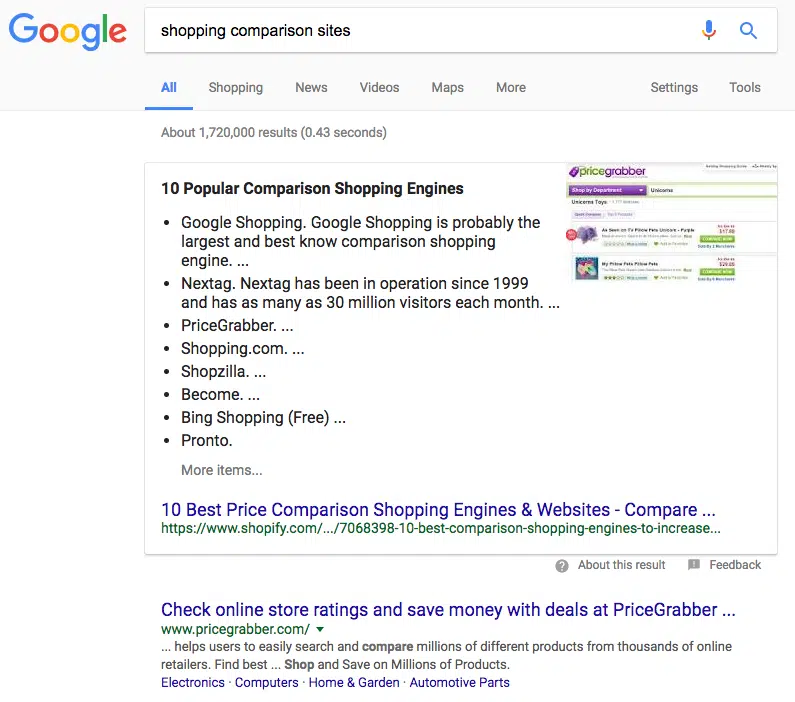 Google
shopping comparison sites
All Shopping News Videos Maps More Settings Tools
About 1,720,000 results (0.43 seconds)
10 Popular Comparison Shopping Engines
• Google Shopping. Google Shopping is probably the
largest and best know comparison shopping
engine. ...
• Nextag. Nextag has been in operation since 1999
and has as many as 30 million visitors each month. ...
• PriceGrabber. ...
• Shopping.com. ...
• Shopzilla. ...
• Become. ...
• Bing Shopping (Free) ...
• Pronto.
More items...
pricegrabber
Shop by Department Unicorns
Unicorns Toys
As Seen on TV Pillow Pets Unicorn - Purple
My Pillow Pets Pillow Pets
10 Best Price Comparison Shopping Engines & Websites - Compare ...
https://www.shopify.com/.../7068398-10-best-comparison-shopping-engines-to-increase...
About this result Feedback
Check online store ratings and save money with deals at PriceGrabber ...
www.pricegrabber.com/
... helps users to easily search and compare millions of different products from thousands of online
retailers. Find best ... Shop and Save on Millions of Products.
Electronics · Computers · Home & Garden · Automotive Parts